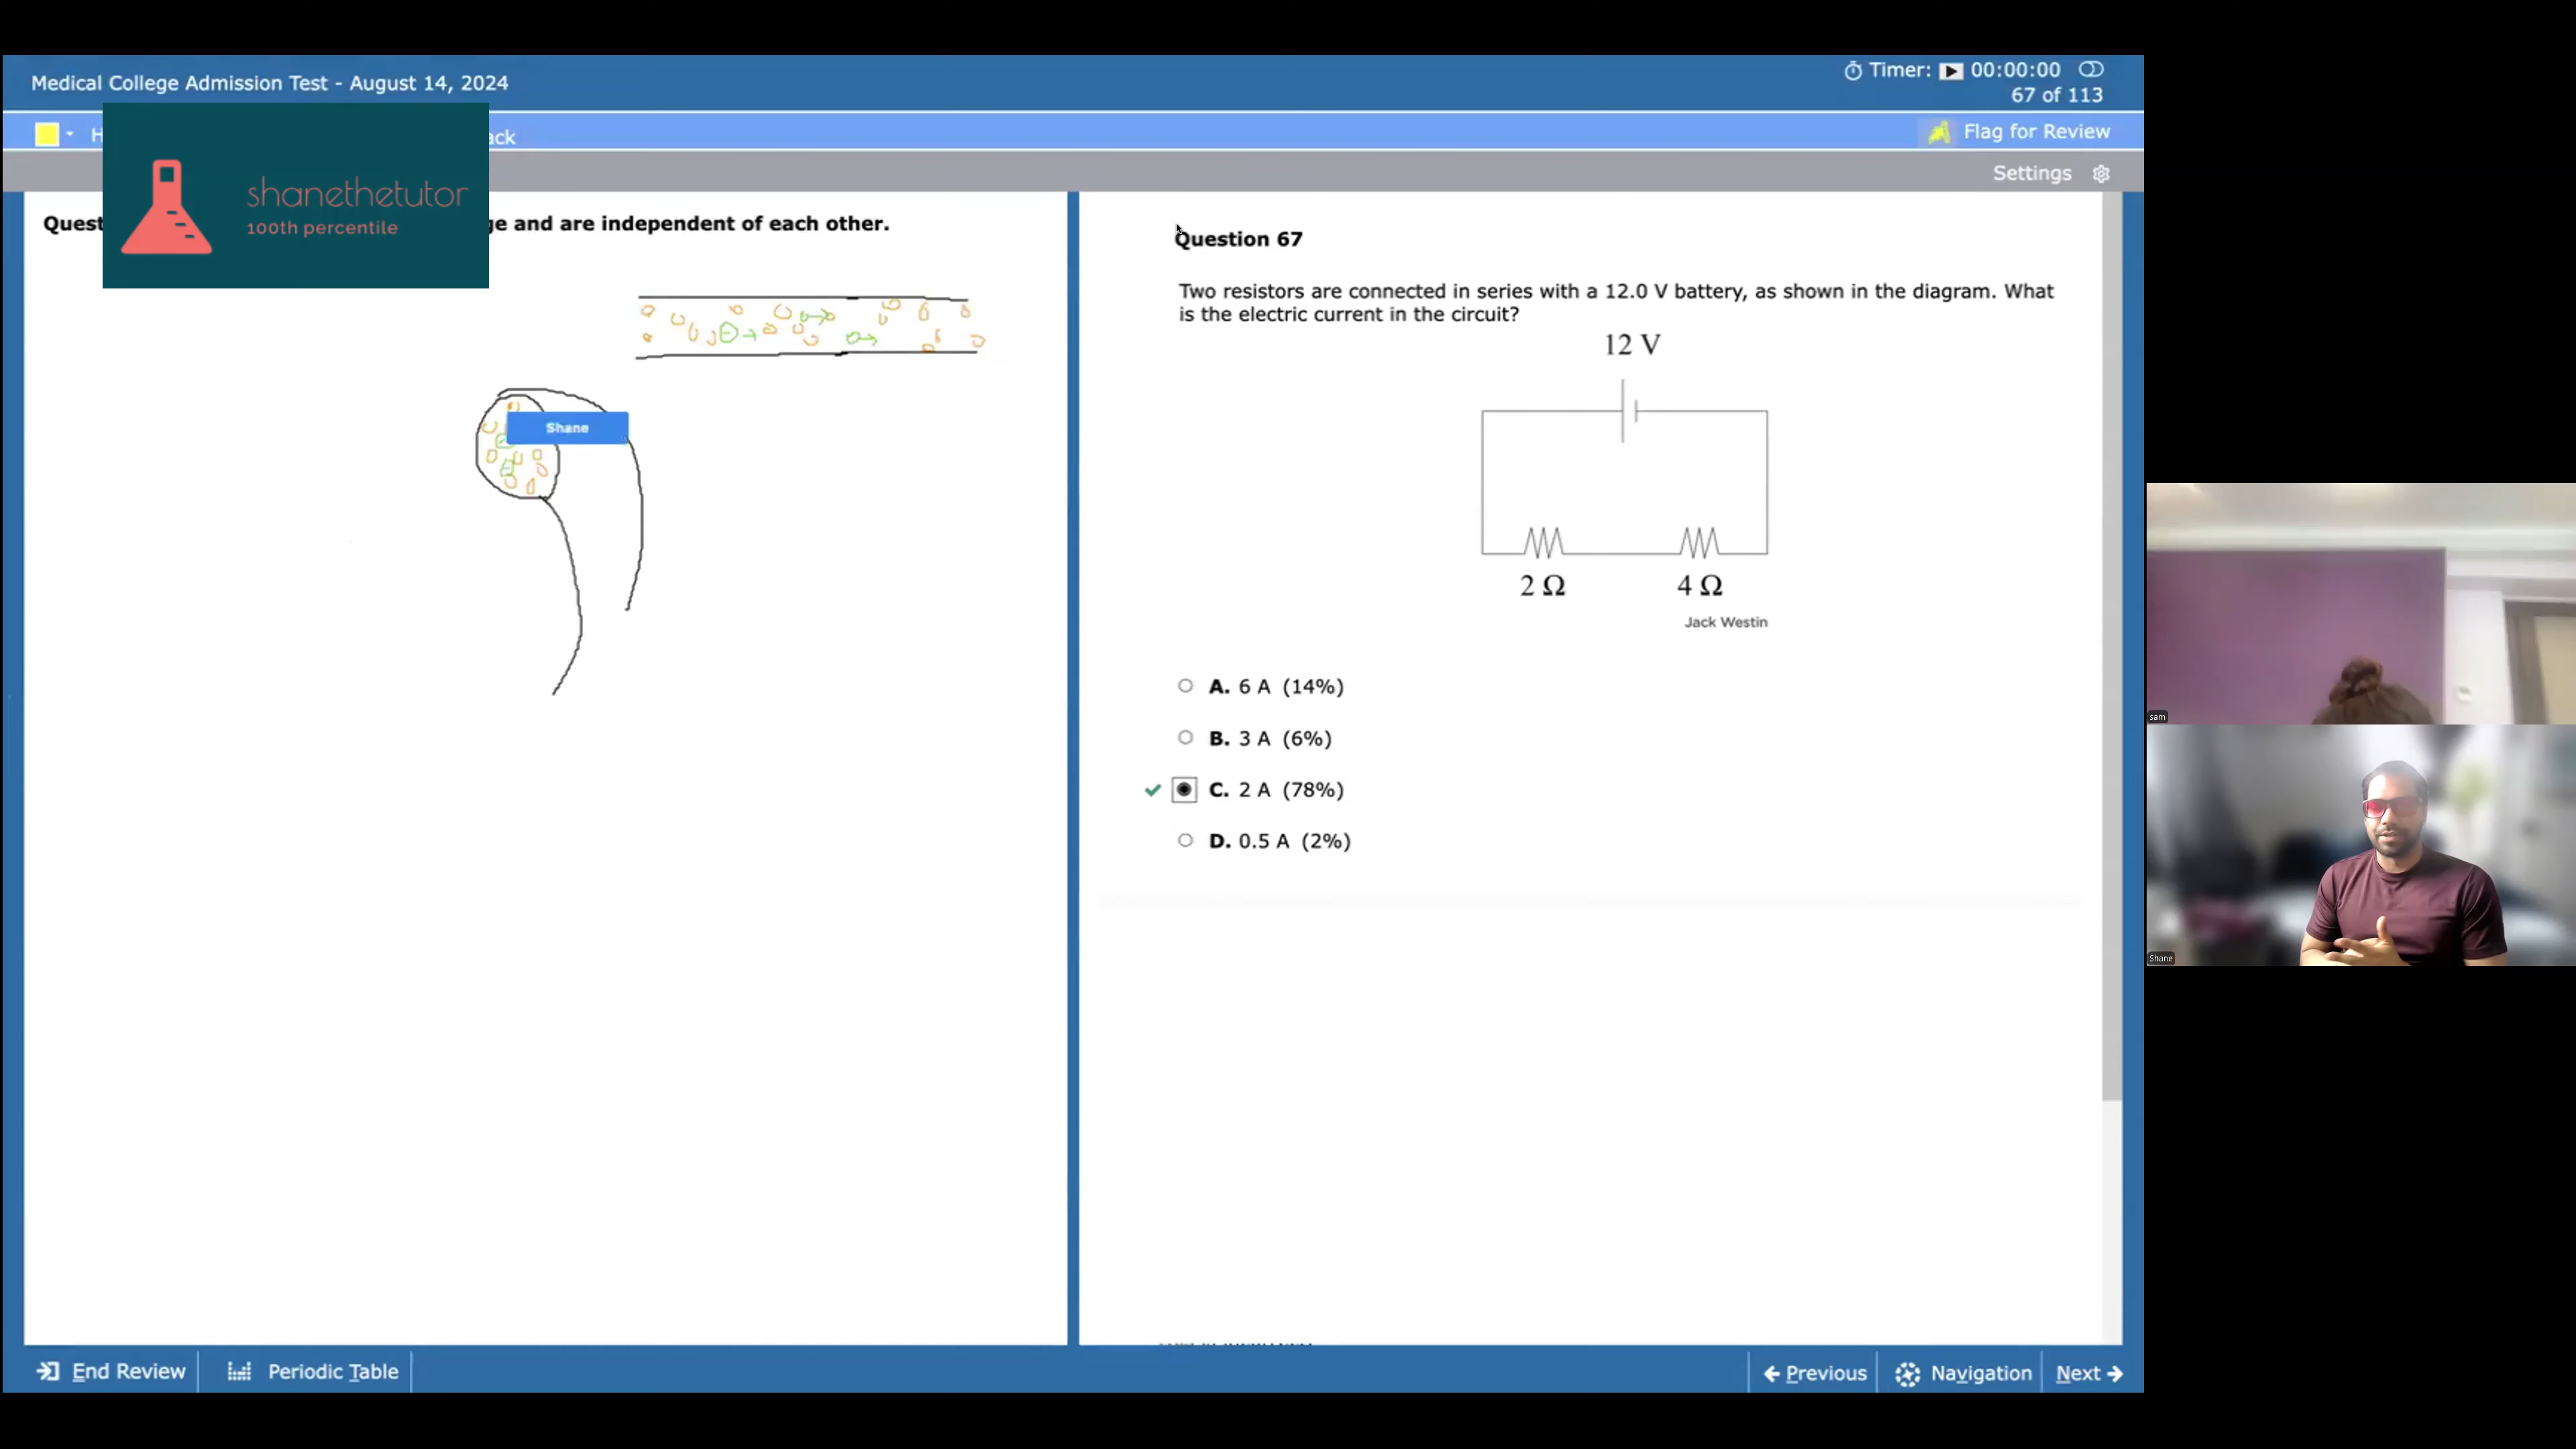 Medical College Admission Test - August 14, 2024
Timer: 00:00:00
67 of 113
H
ack
Flag for Review
Settings
shanethetutor
100th percentile
Quest
ge and are independent of each other.
Shane
Question 67
Two resistors are connected in series with a 12.0 V battery, as shown in the diagram. What
is the electric current in the circuit?
12 V
2 Ω
4 Ω
Jack Westin
A. 6 A (14%)
B. 3 A (6%)
C. 2 A (78%)
D. 0.5 A (2%)
sam
Shane
End Review
Periodic Table
Previous
Navigation
Next